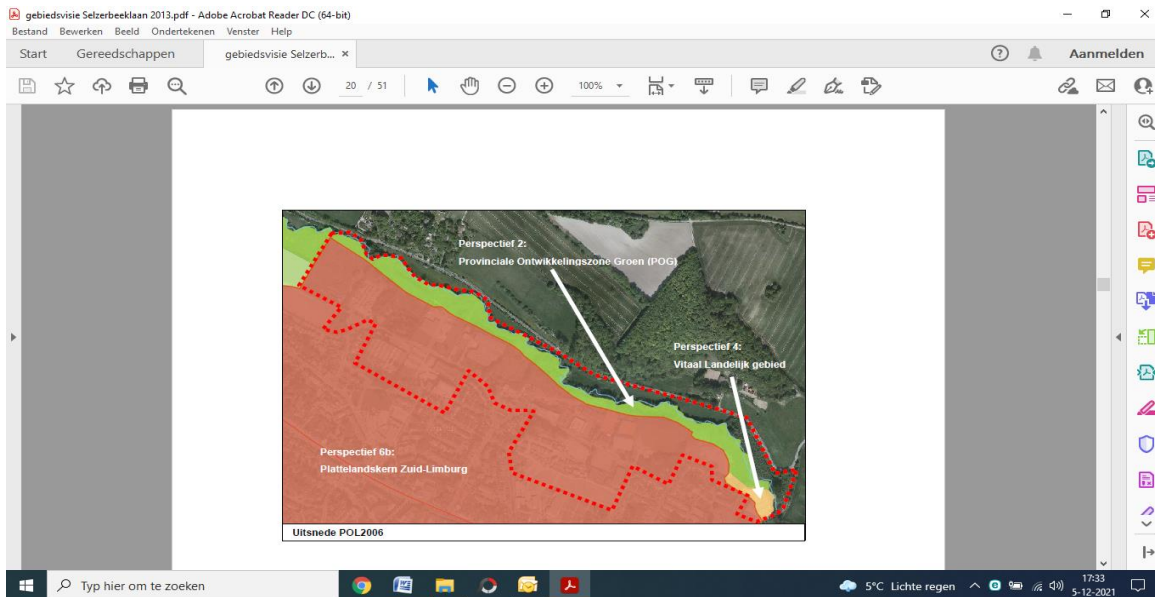 gebiedsvisie Selzerbeeklaan 2013.pdf - Adobe Acrobat Reader DC (64-bit)
Bestand Bewerken Beeld Ondertekenen Venster Help
Start Gereedschappen gebiedsvisie Selzerb... × Aanmelden
20 / 51 100%
Perspectief 2:
Provinciale Ontwikkelingszone Groen (POG)
Perspectief 4:
Vitaal Landelijk gebied
Perspectief 6b:
Plattelandskern Zuid-Limburg
Uitsnede POL2006
Typ hier om te zoeken 5°C Lichte regen 17:33
5-12-2021